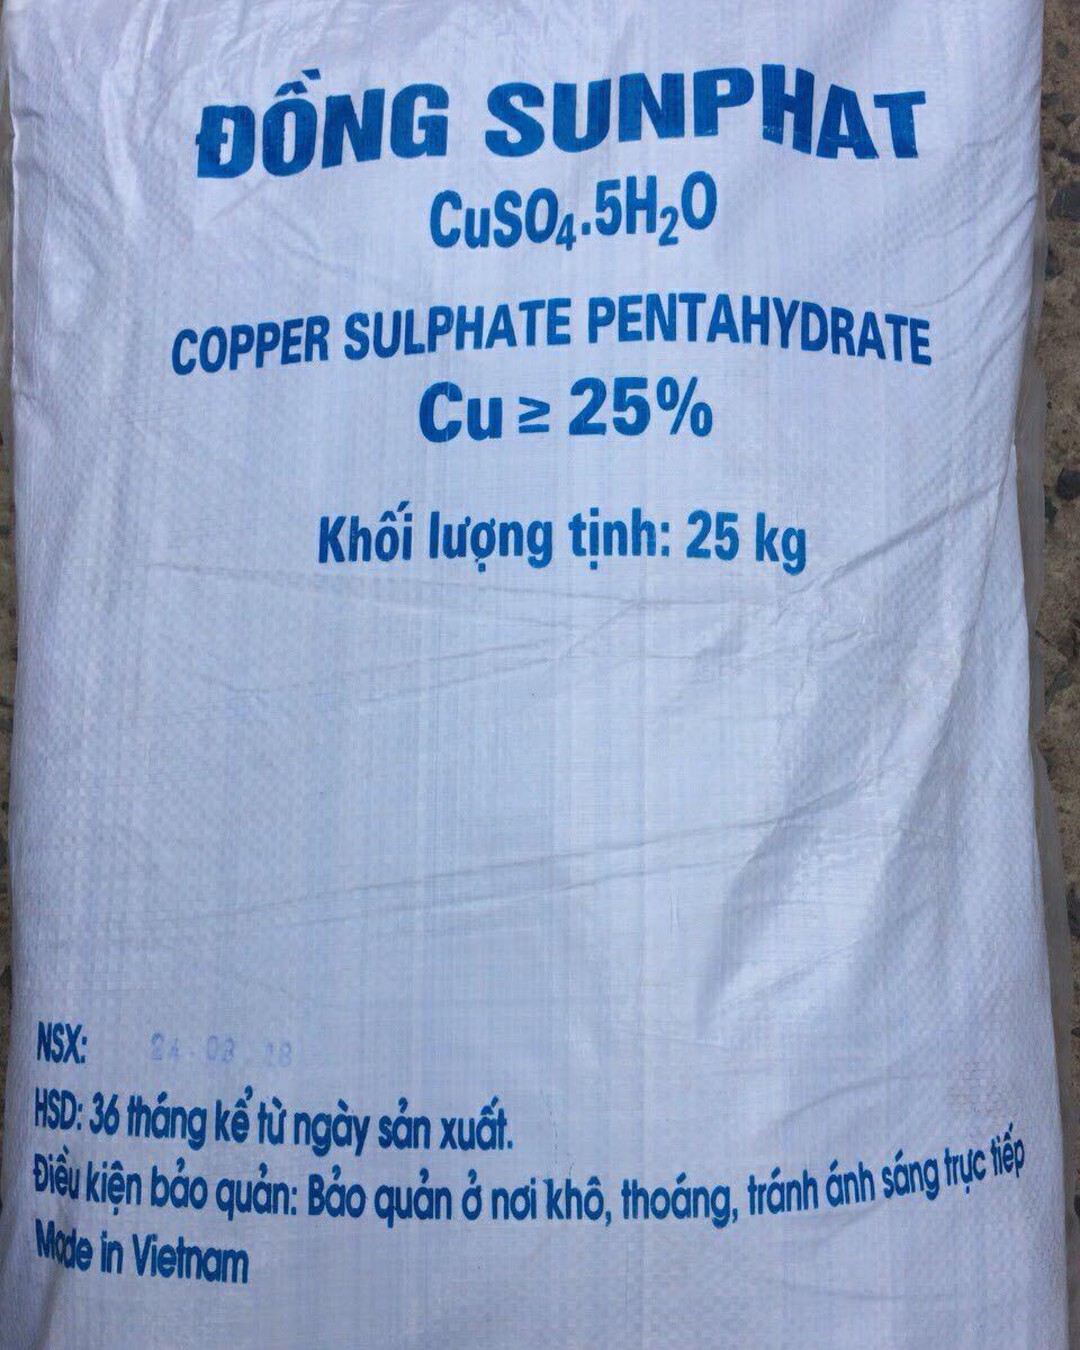 ĐỒNG SUNPHAT
CuSO₄.5H₂O
COPPER SULPHATE PENTAHYDRATE
Cu ≥ 25%
Khối lượng tịnh: 25 kg
NSX: 24.03.18
HSD: 36 tháng kể từ ngày sản xuất.
Điều kiện bảo quản: Bảo quản ở nơi khô, thoáng, tránh ánh sáng trực tiếp
Made in Vietnam